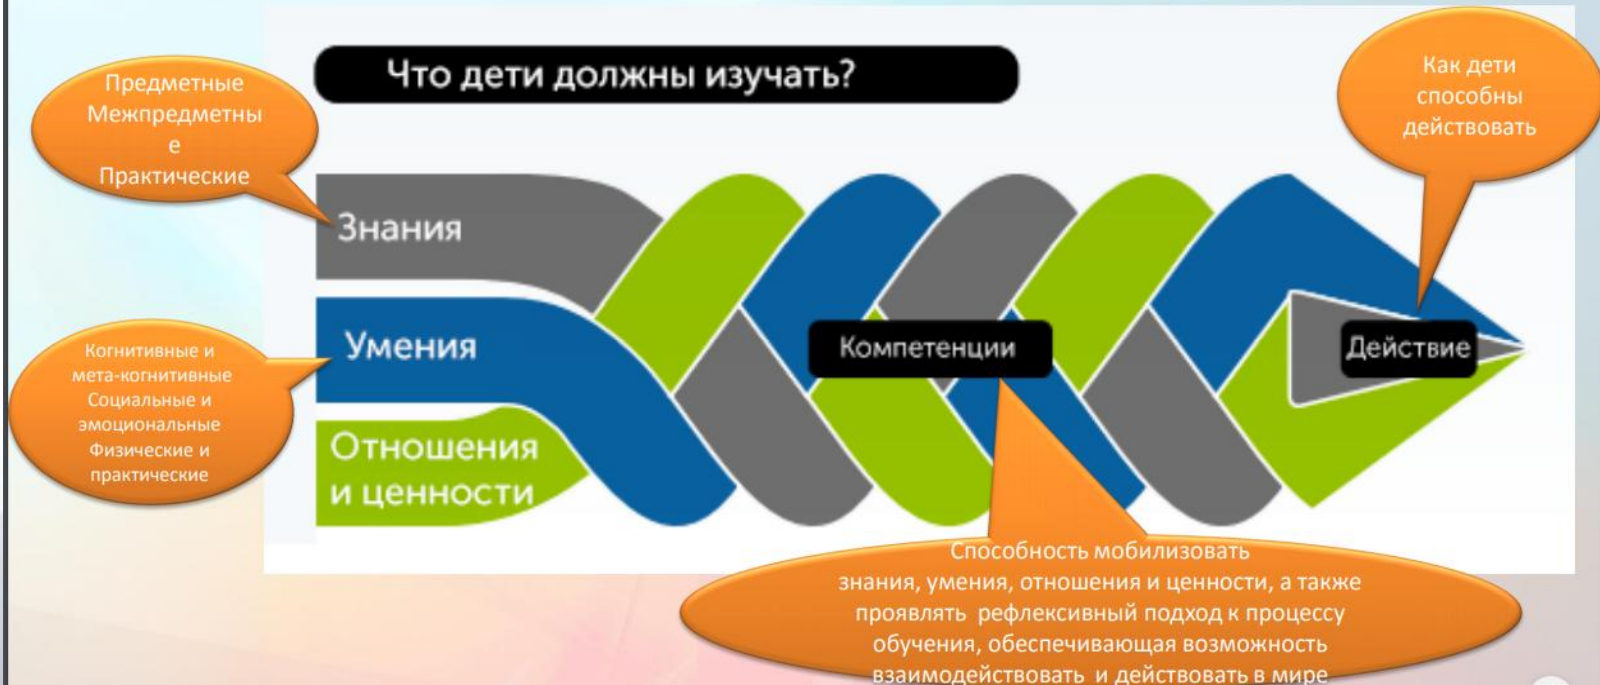 Что дети должны изучать?
Предметные
Межпредметны
е
Практические
Как дети
способны
действовать
Знания
Умения
Отношения
и ценности
Когнитивные и
мета-когнитивные
Социальные и
эмоциональные
Физические и
практические
Компетенции
Действие
Способность мобилизовать
знания, умения, отношения и ценности, а также
проявлять рефлексивный подход к процессу
обучения, обеспечивающая возможность
взаимодействовать и действовать в мире